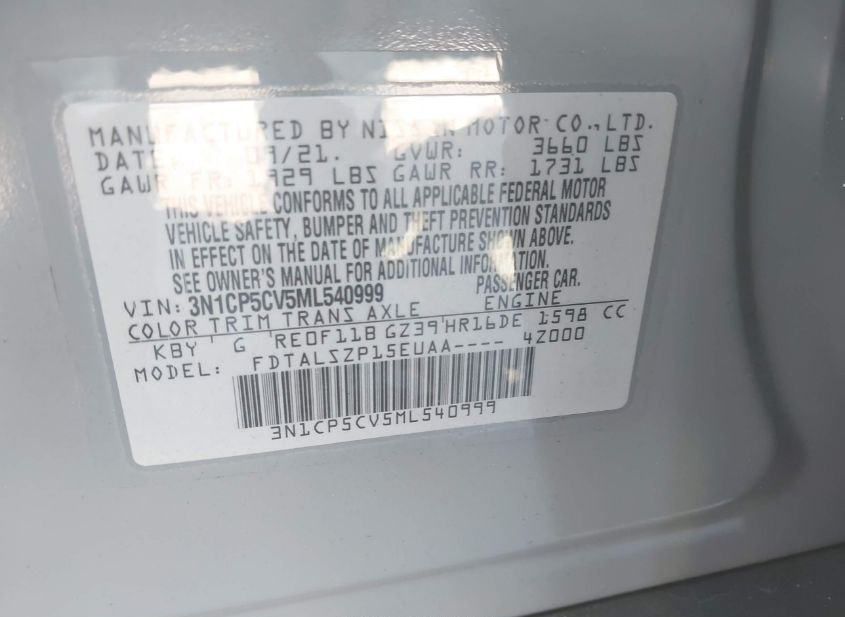 MANUFACTURED BY NISSAN MOTOR CO., LTD.
DATE: 09/21. GVWR: 3660 LBS
GAWR FR: 1929 LBS GAWR RR: 1731 LBS
THIS VEHICLE CONFORMS TO ALL APPLICABLE FEDERAL MOTOR
VEHICLE SAFETY, BUMPER AND THEFT PREVENTION STANDARDS
IN EFFECT ON THE DATE OF MANUFACTURE SHOWN ABOVE.
SEE OWNER'S MANUAL FOR ADDITIONAL INFORMATION.
VIN: 3N1CP5CV5ML540999 PASSENGER CAR.
COLOR TRIM TRANS AXLE ENGINE
KBY G RE0F11B GZ39 HR16DE 1598 CC
MODEL: FDTALSZP15EUAA---- 4Z000
3N1CP5CV5ML540999